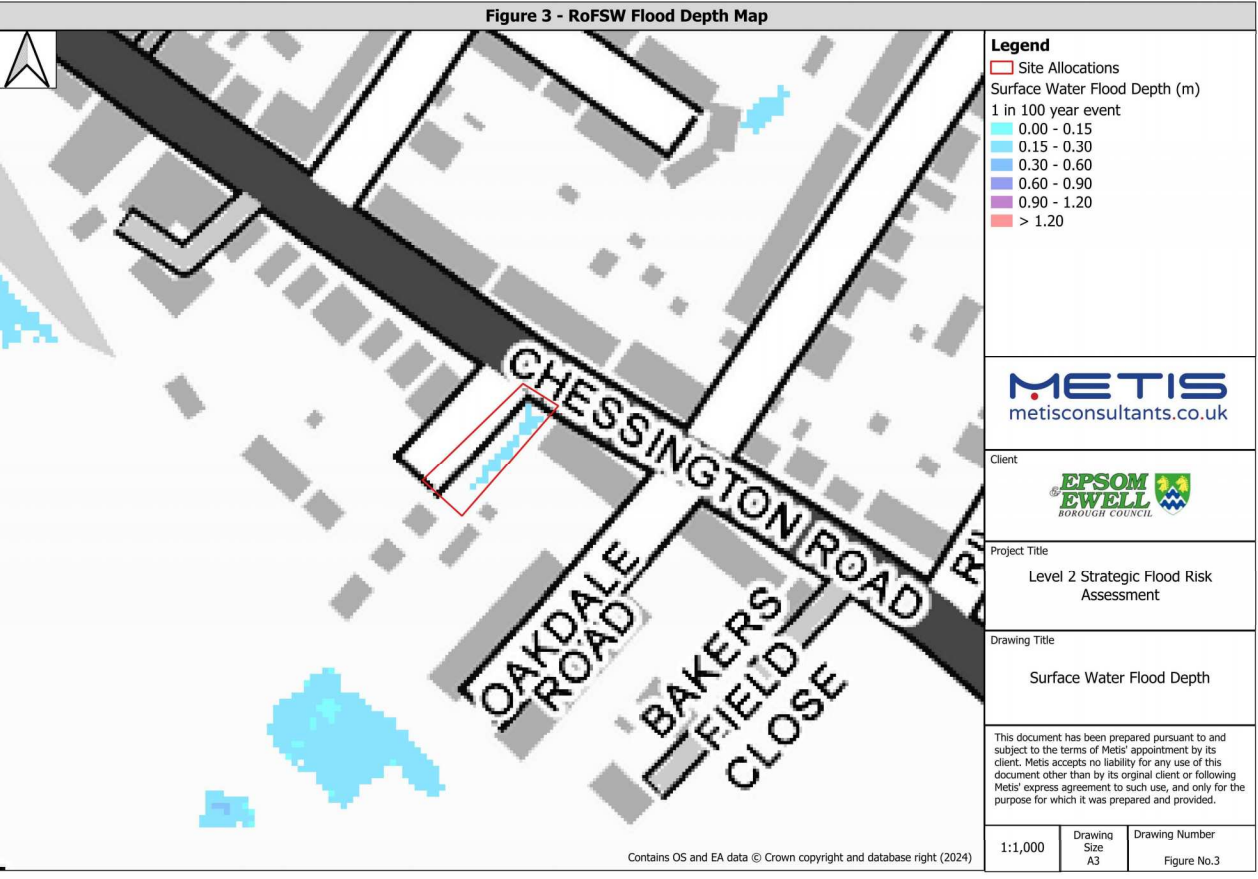 Figure 3 - RoFSW Flood Depth Map
CHESSINGTON ROAD
OAKDALE
ROAD
BAKERS
FIELD
CLOSE
Contains OS and EA data © Crown copyright and database right (2024)
Legend
Site Allocations
Surface Water Flood Depth (m)
1 in 100 year event
0.00 - 0.15
0.15 - 0.30
0.30 - 0.60
0.60 - 0.90
0.90 - 1.20
> 1.20
METIS
metisconsultants.co.uk
Client
EPSOM
& EWELL
BOROUGH COUNCIL
Project Title
Level 2 Strategic Flood Risk
Assessment
Drawing Title
Surface Water Flood Depth
This document has been prepared pursuant to and
subject to the terms of Metis' appointment by its
client. Metis accepts no liability for any use of this
document other than by its orginal client or following
Metis' express agreement to such use, and only for the
purpose for which it was prepared and provided.
1:1,000
Drawing
Size
A3
Drawing Number
Figure No.3